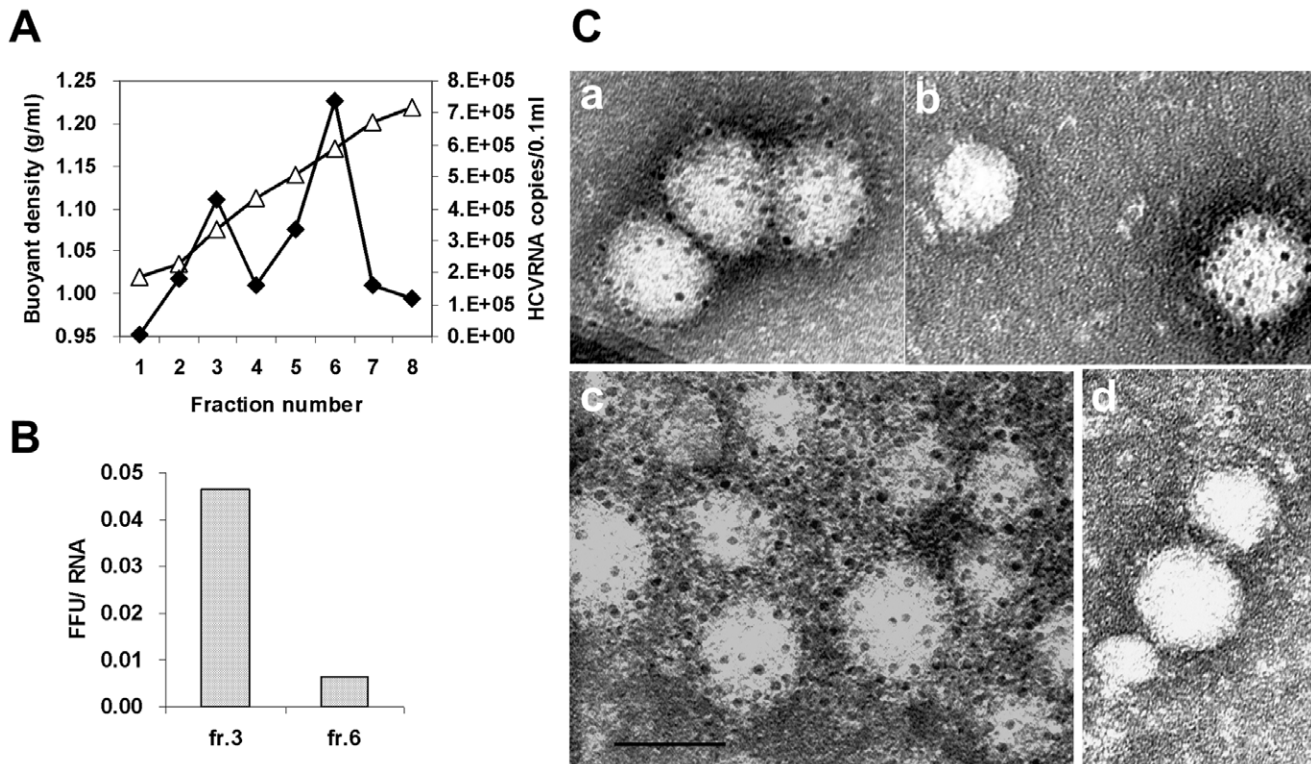 A
Buoyant density (g/ml)
1.25
1.20
1.15
1.10
1.05
1.00
0.95
8.E+05
7.E+05
6.E+05
5.E+05
4.E+05
3.E+05
2.E+05
1.E+05
0.E+00
HCVRNA copies/0.1ml
1 2 3 4 5 6 7 8
Fraction number
B
FFU/ RNA
0.05
0.04
0.03
0.02
0.01
0.00
fr.3 fr.6
C
a
b
c
d